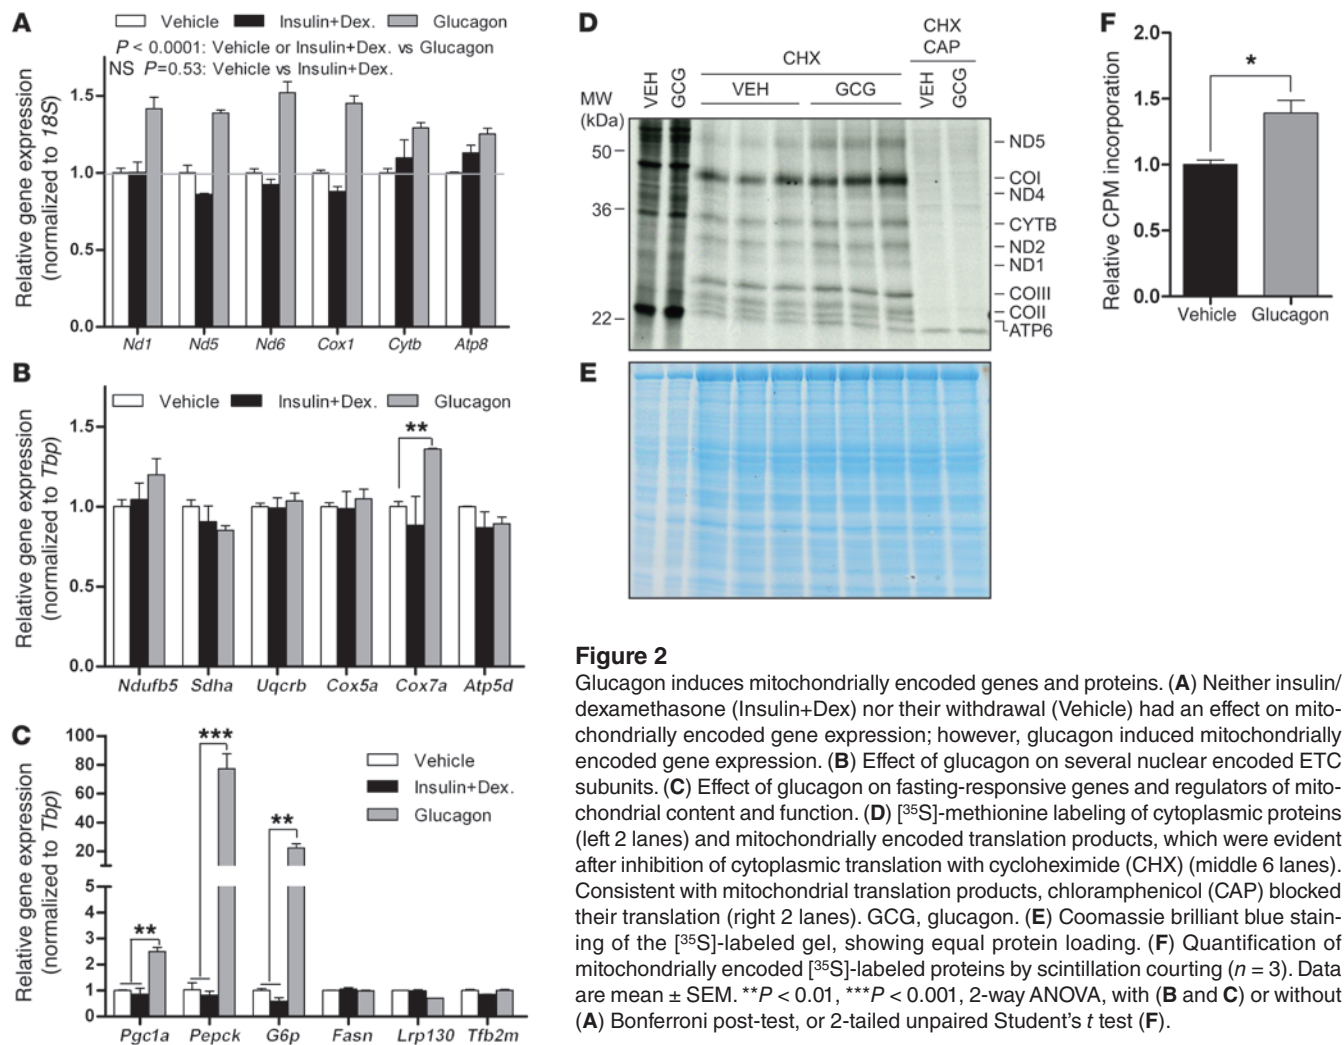 A
Vehicle Insulin+Dex. Glucagon
P < 0.0001: Vehicle or Insulin+Dex. vs Glucagon
NS P=0.53: Vehicle vs Insulin+Dex.
Relative gene expression
(normalized to 18S)
1.5
1.0
0.5
0.0
Nd1 Nd5 Nd6 Cox1 Cytb Atp8
B
Vehicle Insulin+Dex. Glucagon
Relative gene expression
(normalized to Tbp)
**
1.5
1.0
0.5
0.0
Ndufb5 Sdha Uqcrb Cox5a Cox7a Atp5d
C
Relative gene expression
(normalized to Tbp)
100
80
60
40
20
5
4
3
2
1
0
***
**
**
Vehicle
Insulin+Dex.
Glucagon
Pgc1a Pepck G6p Fasn Lrp130 Tfb2m
D
CHX
CAP
CHX
VEH GCG VEH GCG VEH GCG
MW
(kDa)
50
36
22
ND5
COI
ND4
CYTB
ND2
ND1
COIII
COII
ATP6
E
F
Relative CPM incorporation
2.0
1.5
1.0
0.5
0.0
*
Vehicle Glucagon
Figure 2
Glucagon induces mitochondrially encoded genes and proteins. (A) Neither insulin/
dexamethasone (Insulin+Dex) nor their withdrawal (Vehicle) had an effect on mito-
chondrially encoded gene expression; however, glucagon induced mitochondrially
encoded gene expression. (B) Effect of glucagon on several nuclear encoded ETC
subunits. (C) Effect of glucagon on fasting-responsive genes and regulators of mito-
chondrial content and function. (D) [³⁵S]-methionine labeling of cytoplasmic proteins
(left 2 lanes) and mitochondrially encoded translation products, which were evident
after inhibition of cytoplasmic translation with cycloheximide (CHX) (middle 6 lanes).
Consistent with mitochondrial translation products, chloramphenicol (CAP) blocked
their translation (right 2 lanes). GCG, glucagon. (E) Coomassie brilliant blue stain-
ing of the [³⁵S]-labeled gel, showing equal protein loading. (F) Quantification of
mitochondrially encoded [³⁵S]-labeled proteins by scintillation courting (n = 3). Data
are mean ± SEM. **P < 0.01, ***P < 0.001, 2-way ANOVA, with (B and C) or without
(A) Bonferroni post-test, or 2-tailed unpaired Student's t test (F).